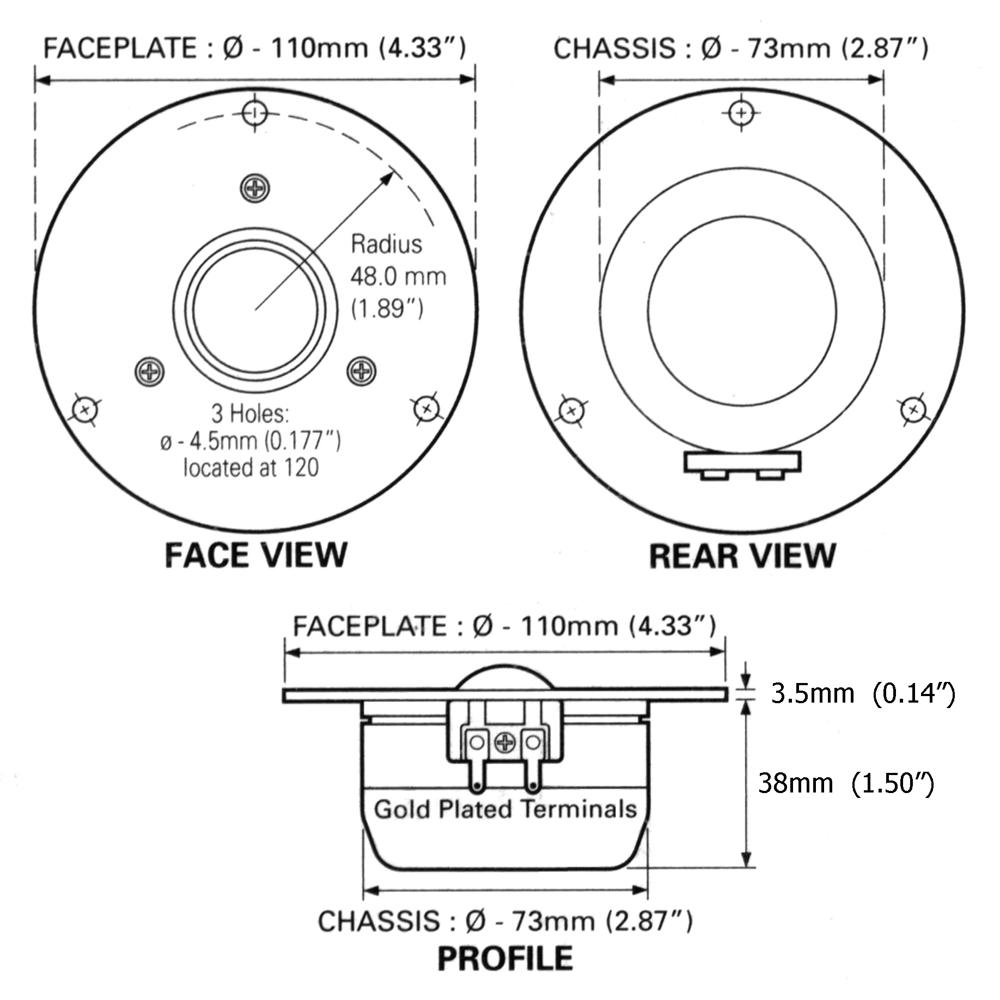 FACEPLATE : Ø - 110mm (4.33″)
CHASSIS : Ø - 73mm (2.87″)
Radius
48.0 mm
(1.89″)
3 Holes:
ø - 4.5mm (0.177″)
located at 120
FACE VIEW
REAR VIEW
FACEPLATE : Ø - 110mm (4.33″)
3.5mm (0.14″)
38mm (1.50″)
Gold Plated Terminals
CHASSIS : Ø - 73mm (2.87″)
PROFILE